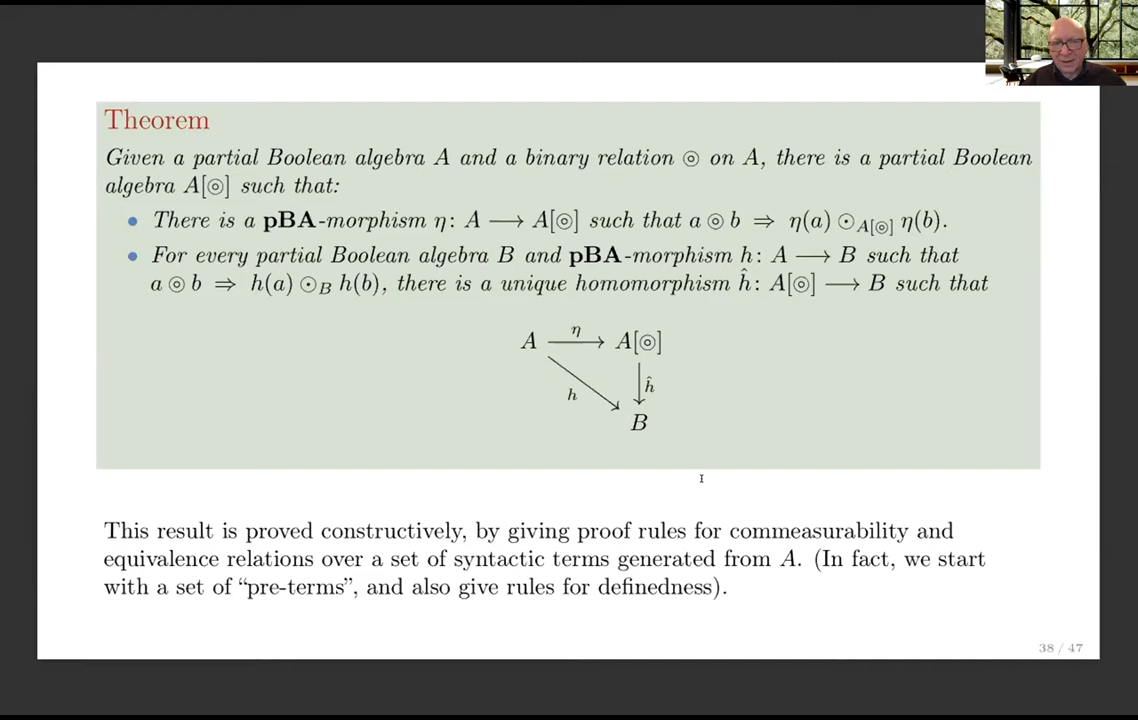 Theorem
Given a partial Boolean algebra A and a binary relation ⊚ on A, there is a partial Boolean
algebra A[⊚] such that:
• There is a pBA-morphism η: A ⟶ A[⊚] such that a ⊚ b ⇒ η(a) ⊙_{A[⊚]} η(b).
• For every partial Boolean algebra B and pBA-morphism h: A ⟶ B such that
a ⊚ b ⇒ h(a) ⊙_B h(b), there is a unique homomorphism ĥ: A[⊚] ⟶ B such that
A η A[⊚]
h ĥ
B
This result is proved constructively, by giving proof rules for commeasurability and
equivalence relations over a set of syntactic terms generated from A. (In fact, we start
with a set of “pre-terms”, and also give rules for definedness).
38 / 47